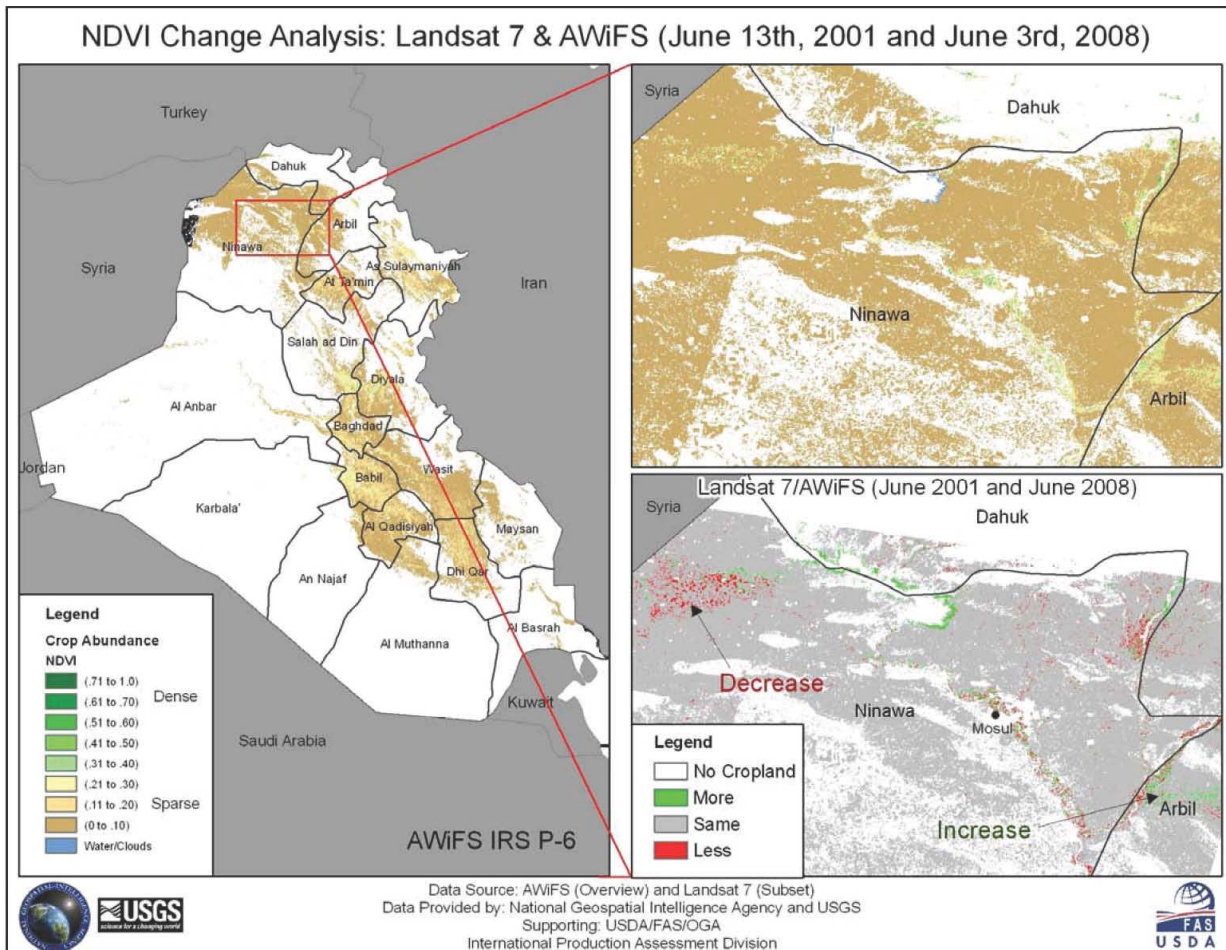 NDVI Change Analysis: Landsat 7 & AWiFS (June 13th, 2001 and June 3rd, 2008)
Turkey
Syria
Iran
Jordan
Saudi Arabia
Kuwait
Dahuk
Ninawa
Arbil
As Sulaymaniyah
At Ta'min
Salah ad Din
Diyala
Al Anbar
Baghdad
Wasit
Babil
Karbala'
Al Qadisiyah
Maysan
An Najaf
Dhi Qar
Al Basrah
Al Muthanna
Legend
Crop Abundance
NDVI
(.71 to 1.0)
Dense
(.61 to .70)
(.51 to .60)
(.41 to .50)
(.31 to .40)
(.21 to .30)
(.11 to .20)
Sparse
(0 to .10)
Water/Clouds
AWiFS IRS P-6
Syria
Dahuk
Ninawa
Arbil
Landsat 7/AWiFS (June 2001 and June 2008)
Syria
Dahuk
Decrease
Ninawa
Mosul
Arbil
Increase
Legend
No Cropland
More
Same
Less
USGS
science for a changing world
Data Source: AWiFS (Overview) and Landsat 7 (Subset)
Data Provided by: National Geospatial Intelligence Agency and USGS
Supporting: USDA/FAS/OGA
International Production Assessment Division
FAS
USDA